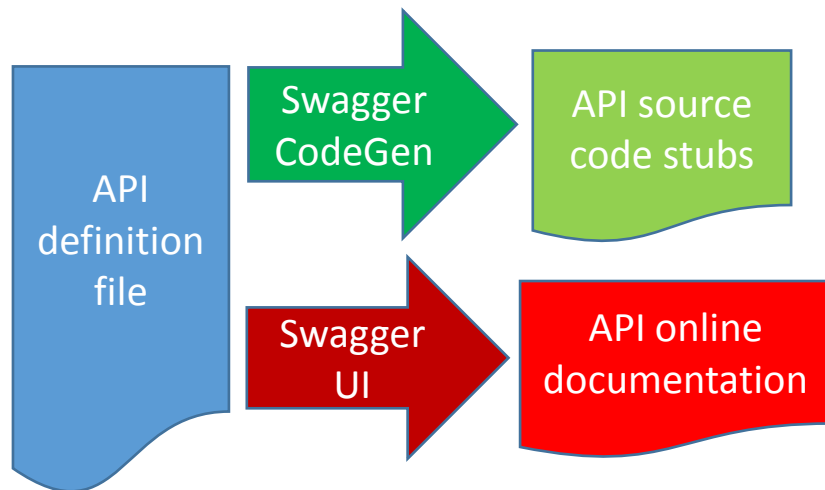 API
definition
file
Swagger
CodeGen
API source
code stubs
Swagger
UI
API online
documentation